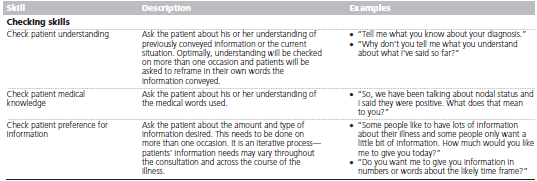 Skill Description Examples
Checking skills
Check patient understanding
Ask the patient about his or her understanding of
previously conveyed information or the current
situation. Optimally, understanding will be checked
on more than one occasion and patients will be
asked to reframe in their own words the
information conveyed.
• “Tell me what you know about your diagnosis.”
• “Why don’t you tell me what you understand
about what I’ve said so far?”
Check patient medical
knowledge
Ask the patient about his or her understanding of
the medical words used.
• “So, we have been talking about nodal status and
I said they were positive. What does that mean
to you?”
Check patient preference for
information
Ask the patient about the amount and type of
information desired. This needs to be done on
more than one occasion. It is an iterative process—
patients’ information needs may vary throughout
the consultation and across the course of the
illness.
• “Some people like to have lots of information
about their illness and some people only want a
little bit of information. How much would you like
me to give you today?”
• “Do you want me to give you information in
numbers or words about the likely time frame?”